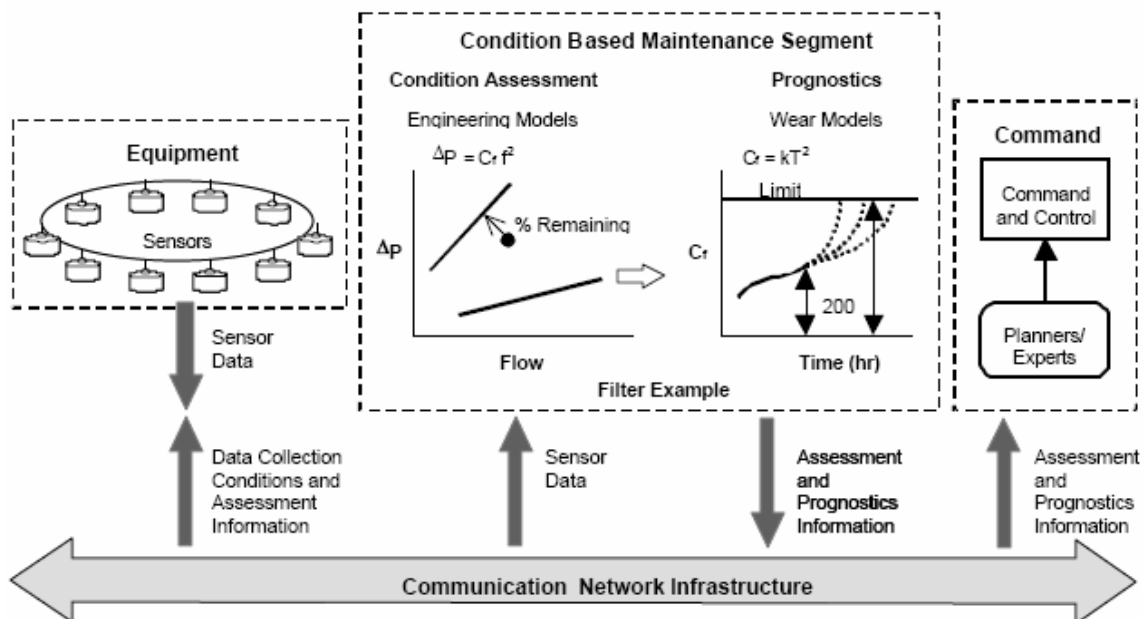 Condition Based Maintenance Segment
Condition Assessment
Prognostics
Engineering Models
Wear Models
ΔP = Cf f²
Cf = kT²
Limit
% Remaining
ΔP
Cf
200
Flow
Time (hr)
Filter Example
Equipment
Sensors
Command
Command
and Control
Planners/
Experts
Sensor
Data
Data Collection
Conditions and
Assessment
Information
Sensor
Data
Assessment
and
Prognostics
Information
Assessment
and
Prognostics
Information
Communication Network Infrastructure